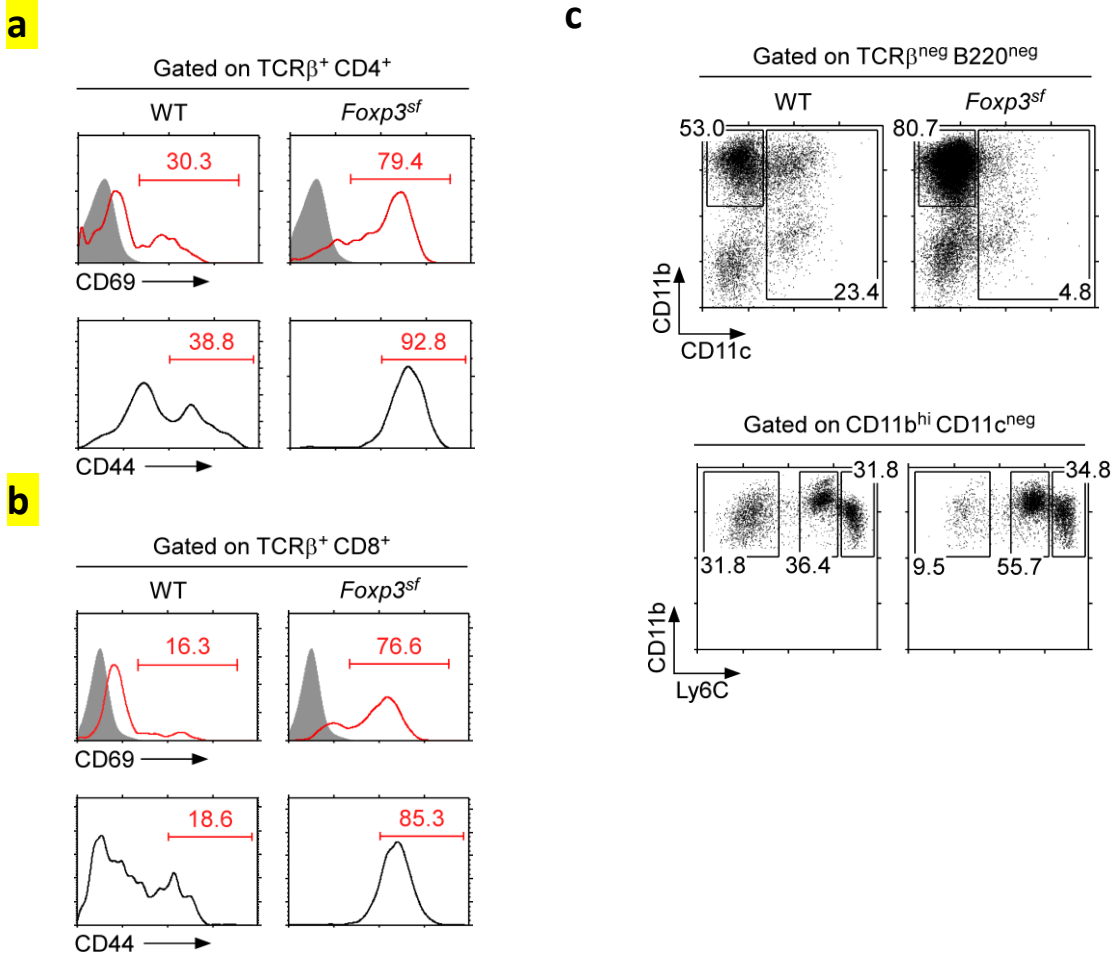 a
Gated on TCRβ⁺ CD4⁺
WT
Foxp3ˢᶠ
30.3
79.4
CD69
38.8
92.8
CD44
b
Gated on TCRβ⁺ CD8⁺
WT
Foxp3ˢᶠ
16.3
76.6
CD69
18.6
85.3
CD44
c
Gated on TCRβⁿᵉᵍ B220ⁿᵉᵍ
WT
Foxp3ˢᶠ
53.0
80.7
23.4
4.8
CD11b
CD11c
Gated on CD11bʰⁱ CD11cⁿᵉᵍ
31.8
34.8
31.8
36.4
9.5
55.7
CD11b
Ly6C